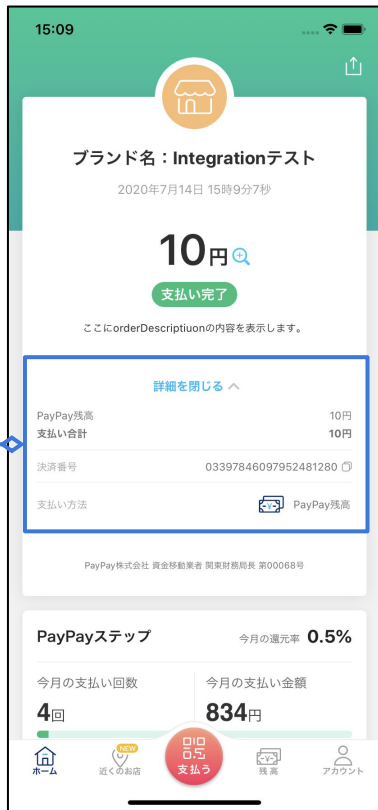 15:09
ブランド名：Integrationテスト
2020年7月14日 15時9分7秒
10円
支払い完了
ここにorderDescriptiuonの内容を表示します。
詳細を閉じる
PayPay残高 10円
支払い合計 10円
決済番号 03397846097952481280
支払い方法 PayPay残高
PayPay株式会社 資金移動業者 関東財務局長 第00068号
PayPayステップ 今月の還元率 0.5%
今月の支払い回数 今月の支払い金額
4回 834円
NEW
ホーム 近くのお店 支払う 残高 アカウント